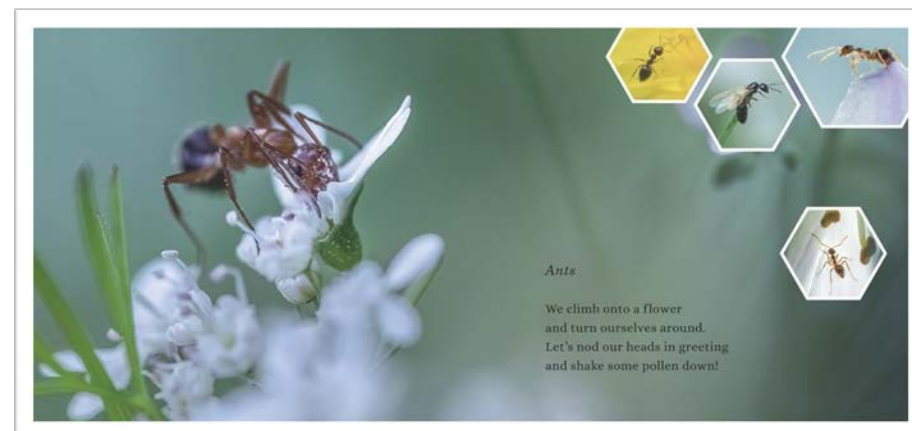 Ants
We climb onto a flower
and turn ourselves around.
Let's nod our heads in greeting
and shake some pollen down!